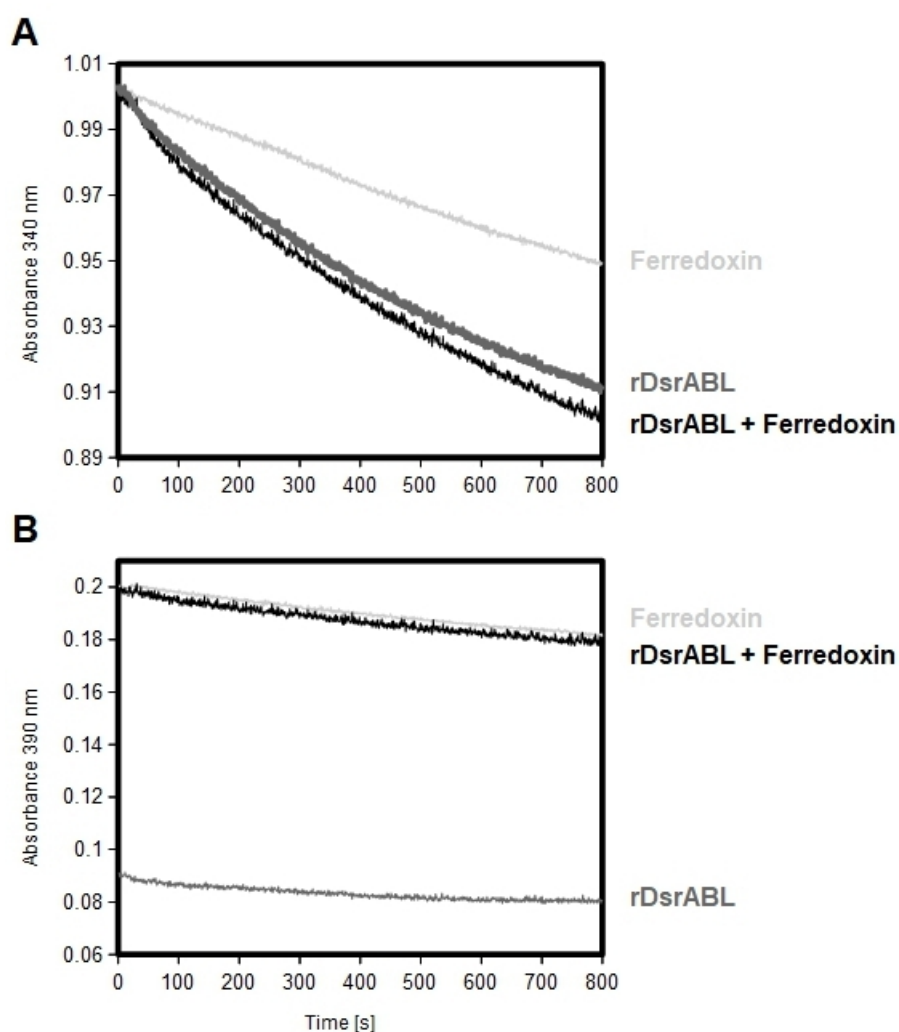 A
1.01
0.99
0.97
0.95
0.93
0.91
0.89
Absorbance 340 nm
0 100 200 300 400 500 600 700 800
Ferredoxin
rDsrABL
rDsrABL + Ferredoxin
B
0.2
0.18
0.16
0.14
0.12
0.1
0.08
0.06
Absorbance 390 nm
0 100 200 300 400 500 600 700 800
Time [s]
Ferredoxin
rDsrABL + Ferredoxin
rDsrABL